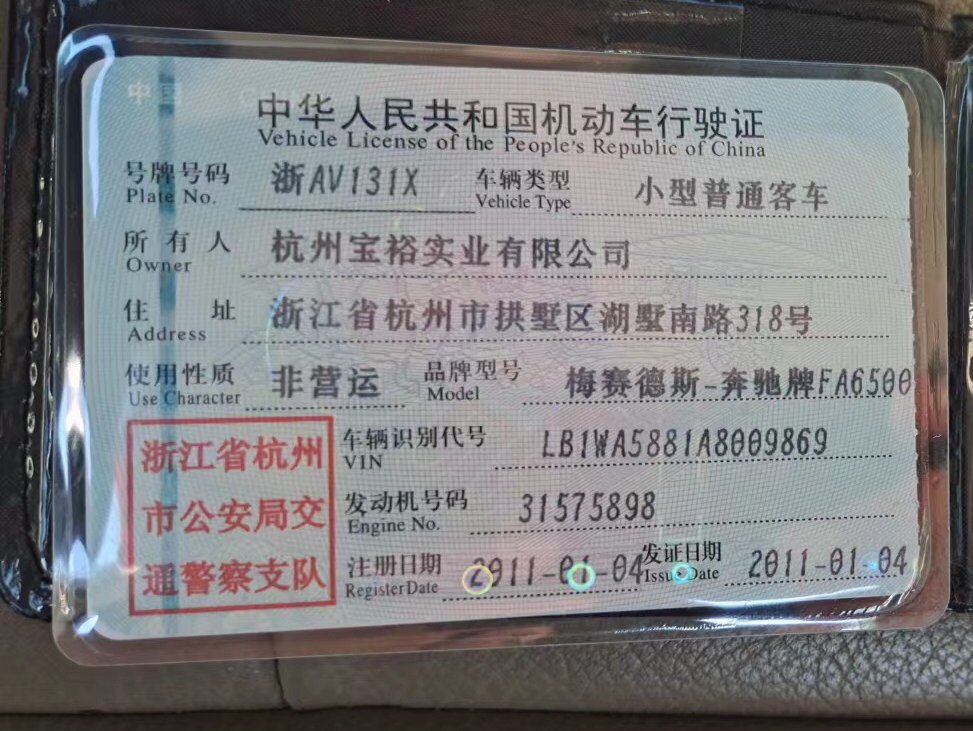 中华人民共和国机动车行驶证
Vehicle License of the People's Republic of China
号牌号码 浙AV131X 车辆类型 小型普通客车
Plate No. Vehicle Type
所有人 杭州宝裕实业有限公司
Owner
住址 浙江省杭州市拱墅区湖墅南路318号
Address
使用性质 非营运 品牌型号 梅赛德斯-奔驰牌FA6500
Use Character Model
浙江省杭州
市公安局交
通警察支队
车辆识别代号 LB1WA5881A8009869
VIN
发动机号码 31575898
Engine No.
注册日期 2011-01-04 发证日期 2011-01-04
Register Date Issue Date